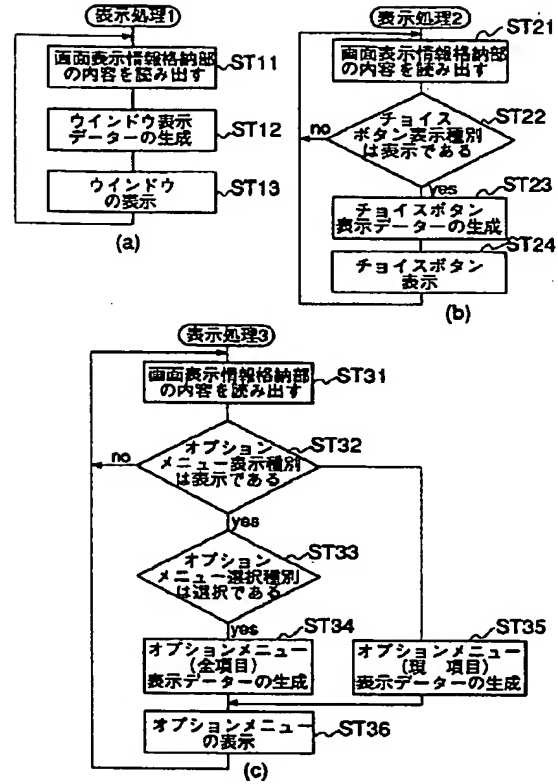 表示処理1
画面表示情報格納部
の内容を読み出す
ST11
ウインドウ表示
データーの生成
ST12
ウインドウ
の表示
ST13
(a)
表示処理2
ST21
画面表示情報格納部
の内容を読み出す
ST22
チョイス
ボタン表示種別
は表示である
no
yes
ST23
チョイスボタン
表示データーの生成
ST24
チョイスボタン
表示
(b)
表示処理3
画面表示情報格納部
の内容を読み出す
ST31
オプション
メニュー表示種別
は表示である
ST32
no
yes
オプション
メニュー選択種別
は選択である
ST33
yes
ST34
オプションメニュー
(全項目)
表示データーの生成
ST35
オプションメニュー
(現 項目)
表示データーの生成
オプションメニュー
の表示
ST36
(c)